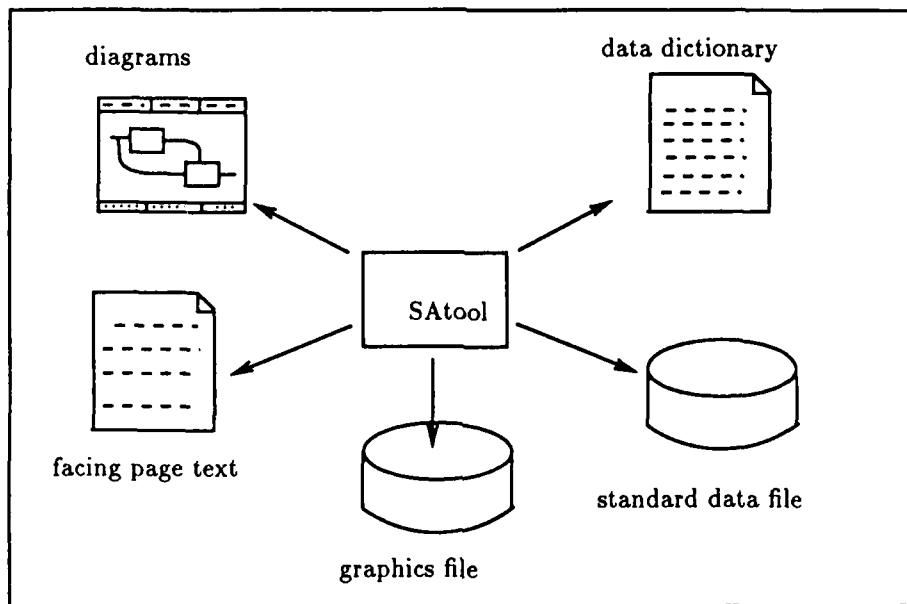 diagrams
data dictionary
SAtool
facing page text
standard data file
graphics file